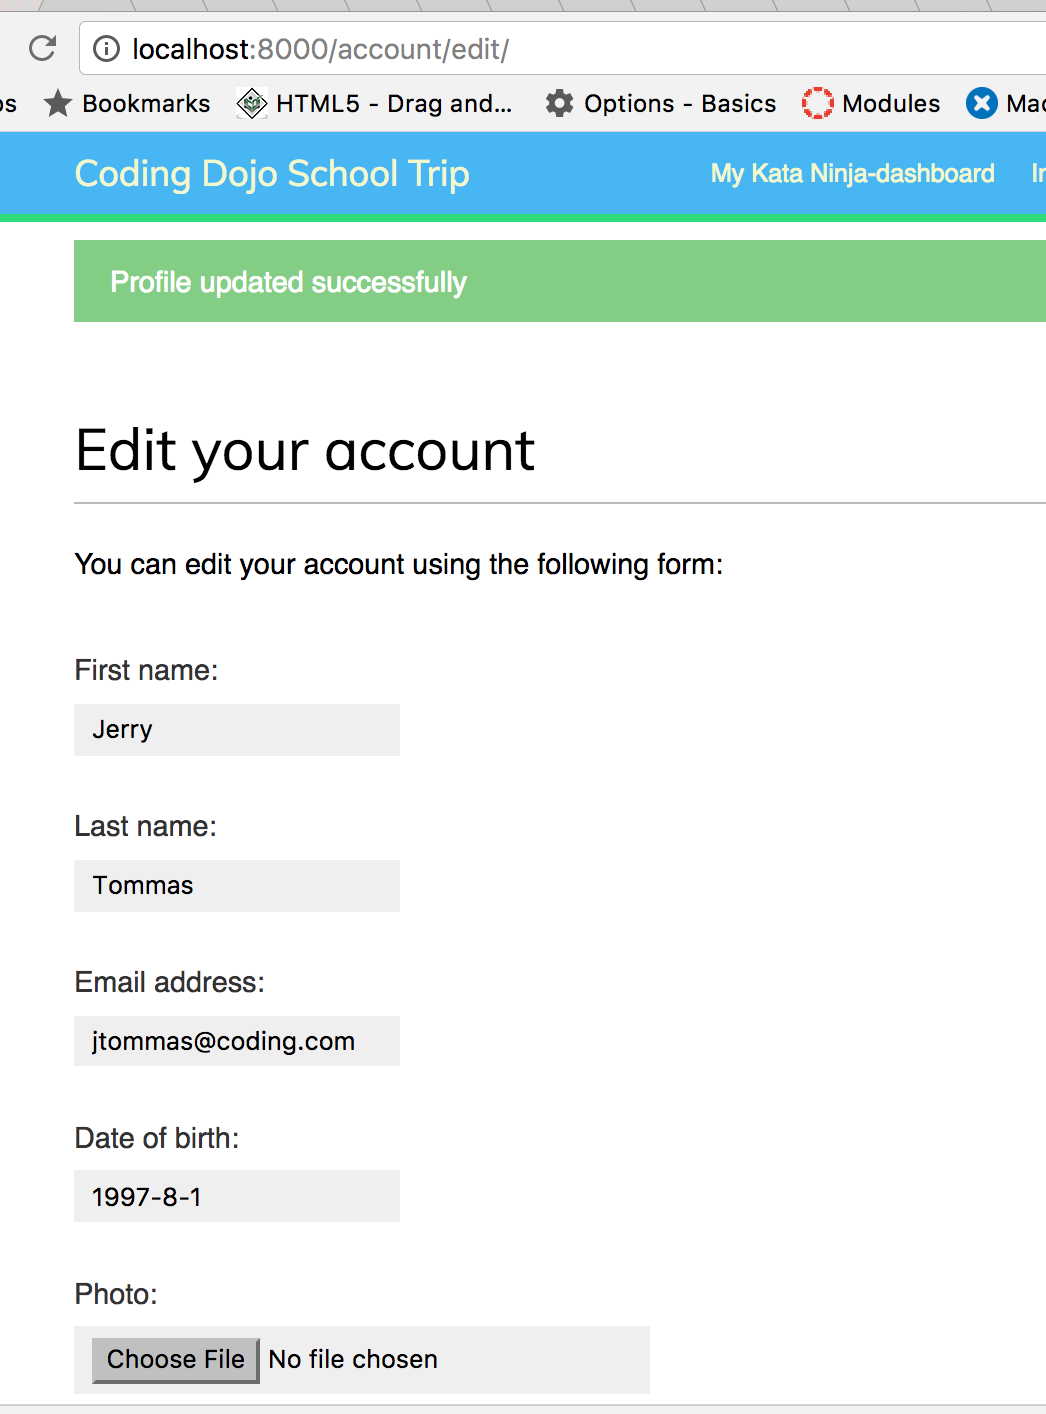 localhost:8000/account/edit/
Bookmarks HTML5 - Drag and... Options - Basics Modules
Coding Dojo School Trip My Kata Ninja-dashboard
Profile updated successfully
Edit your account
You can edit your account using the following form:
First name:
Jerry
Last name:
Tommas
Email address:
jtommas@coding.com
Date of birth:
1997-8-1
Photo:
Choose File No file chosen